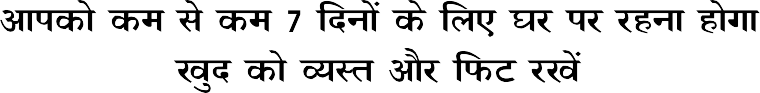 आपको कम से कम 7 दिनों के लिए घर पर रहना होगा
खुद को व्यस्त और फिट रखें